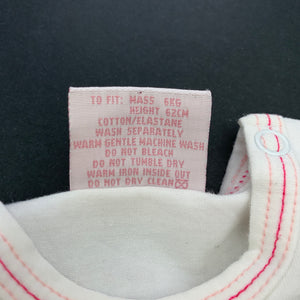 TO FIT: MASS 6KG
HEIGHT 62CM
COTTON/ELASTANE
WASH SEPARATELY
WARM GENTLE MACHINE WASH
DO NOT BLEACH
DO NOT TUMBLE DRY
WARM IRON INSIDE OUT
DO NOT DRY CLEAN